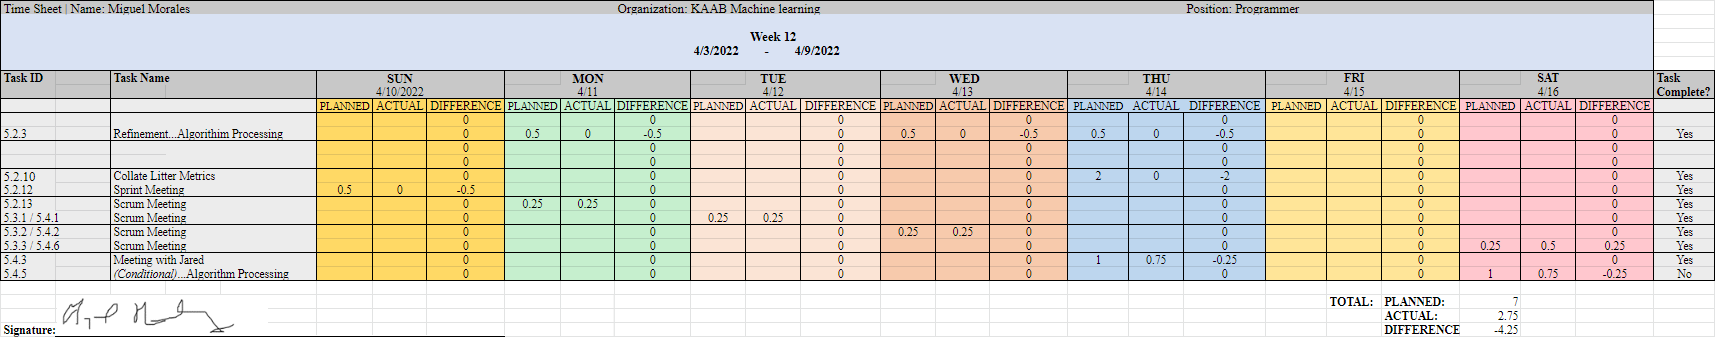 Time Sheet | Name: Miguel Morales Organization: KAAB Machine learning Position: Programmer
Week 12
4/3/2022 - 4/9/2022
Task ID Task Name SUN MON TUE WED THU FRI SAT Task
4/10/2022 4/11 4/12 4/13 4/14 4/15 4/16 Complete?
PLANNED ACTUAL DIFFERENCE PLANNED ACTUAL DIFFERENCE PLANNED ACTUAL DIFFERENCE PLANNED ACTUAL DIFFERENCE PLANNED ACTUAL DIFFERENCE PLANNED ACTUAL DIFFERENCE PLANNED ACTUAL DIFFERENCE
0 0 0 0 0 0 0
5.2.3 Refinement...Algorithim Processing 0 0.5 0 -0.5 0 0.5 0 -0.5 0.5 0 -0.5 0 0 Yes
0 0 0 0 0 0 0
0 0 0 0 0 0 0
5.2.10 Collate Litter Metrics 0 0 0 0 2 0 -2 0 0 Yes
5.2.12 Sprint Meeting 0.5 0 -0.5 0 0 0 0 0 0 Yes
5.2.13 Scrum Meeting 0 0.25 0.25 0 0 0 0 0 0 Yes
5.3.1 / 5.4.1 Scrum Meeting 0 0 0.25 0.25 0 0 0 0 0 Yes
5.3.2 / 5.4.2 Scrum Meeting 0 0 0 0.25 0.25 0 0 0 0 Yes
5.3.3 / 5.4.6 Scrum Meeting 0 0 0 0 0 0 0.25 0.5 0.25 Yes
5.4.3 Meeting with Jared 0 0 0 0 1 0.75 -0.25 0 0 Yes
5.4.5 (Conditional)...Algorithm Processing 0 0 0 0 0 0 1 0.75 -0.25 No
TOTAL: PLANNED: 7
ACTUAL: 2.75
Signature: DIFFERENCE -4.25